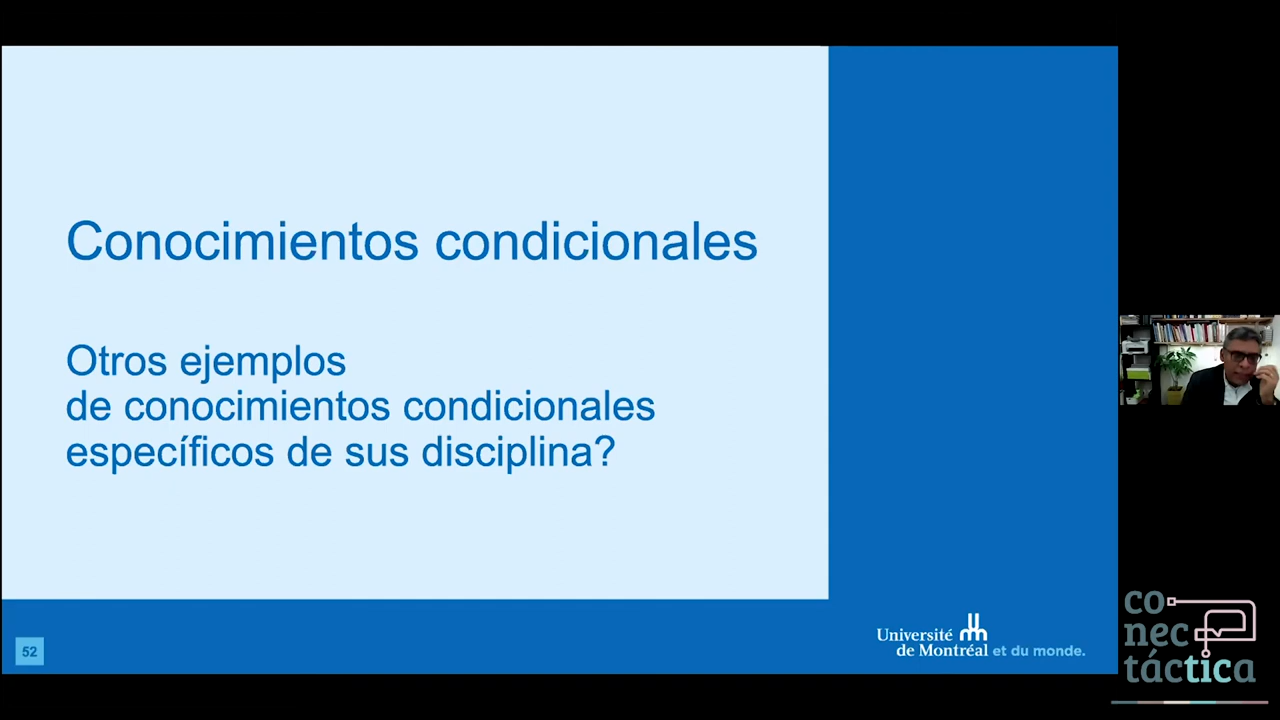 Conocimientos condicionales
Otros ejemplos
de conocimientos condicionales
específicos de sus disciplina?
52
Université
de Montréal et du monde.
co
nec
táctica